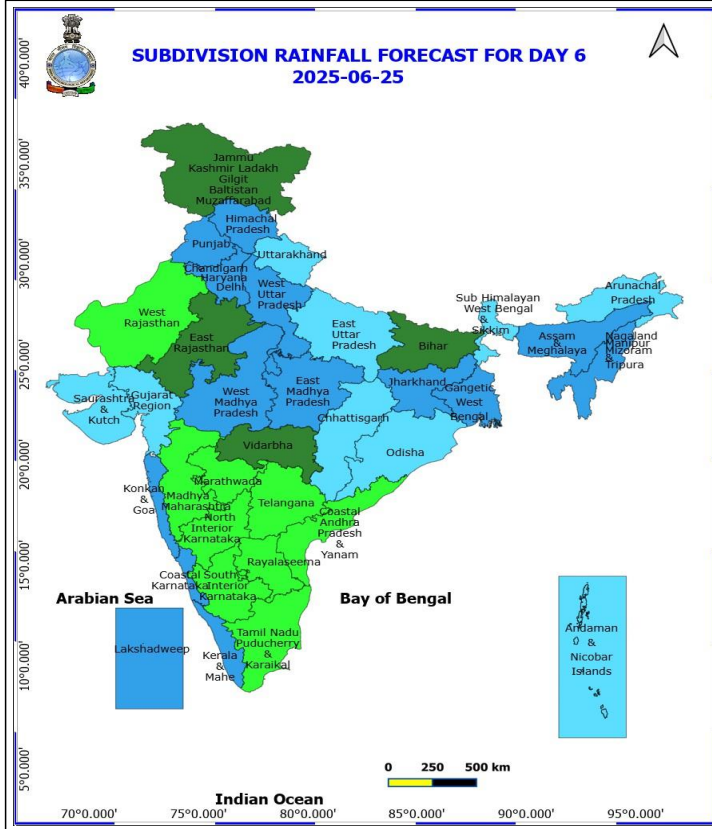 SUBDIVISION RAINFALL FORECAST FOR DAY 6
2025-06-25
40°0.000'
35°0.000'
30°0.000'
25°0.000'
20°0.000'
15°0.000'
10°0.000'
5°0.000'
Jammu
Kashmir Ladakh
Gilgit
Baltistan
Muzaffarabad
Himachal
Pradesh
Punjab
Uttarakhand
Chandigarh
Haryana
Delhi
West
Uttar
Pradesh
Arunachal
Pradesh
West
Rajasthan
Sub Himalayan
West Bengal
&
Sikkim
East
Rajasthan
East
Uttar
Pradesh
Bihar
Assam
&
Meghalaya
Nagaland
Manipur
Mizoram
&
Tripura
Saurashtra
&
Kutch
Gujarat
Region
West
Madhya
Pradesh
East
Madhya
Pradesh
Jharkhand
Gangetic
West
Bengal
Chhattisgarh
Vidarbha
Odisha
Konkan
&
Goa
Marathwada
Madhya
Maharashtra
Telangana
North
Interior
Karnataka
Coastal
Andhra
Pradesh
&
Yanam
Rayalaseema
Coastal
Karnataka
South
Interior
Karnataka
Arabian Sea
Bay of Bengal
Tamil Nadu
Puducherry
&
Karaikal
Lakshadweep
Kerala
&
Mahe
Andaman
&
Nicobar
Islands
0 250 500 km
Indian Ocean
70°0.000' 75°0.000' 80°0.000' 85°0.000' 90°0.000' 95°0.000'